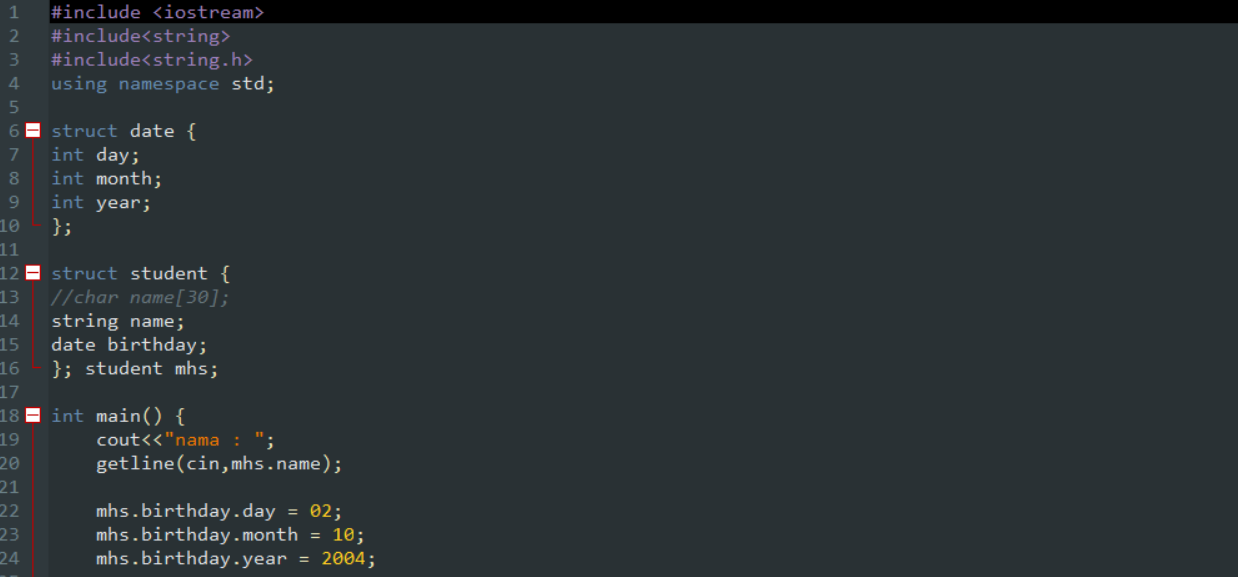 1 #include <iostream>
2 #include<string>
3 #include<string.h>
4 using namespace std;
5
6 struct date {
7 int day;
8 int month;
9 int year;
10 };
11
12 struct student {
13 //char name[30];
14 string name;
15 date birthday;
16 }; student mhs;
17
18 int main() {
19 cout<<"nama : ";
20 getline(cin,mhs.name);
21
22 mhs.birthday.day = 02;
23 mhs.birthday.month = 10;
24 mhs.birthday.year = 2004;